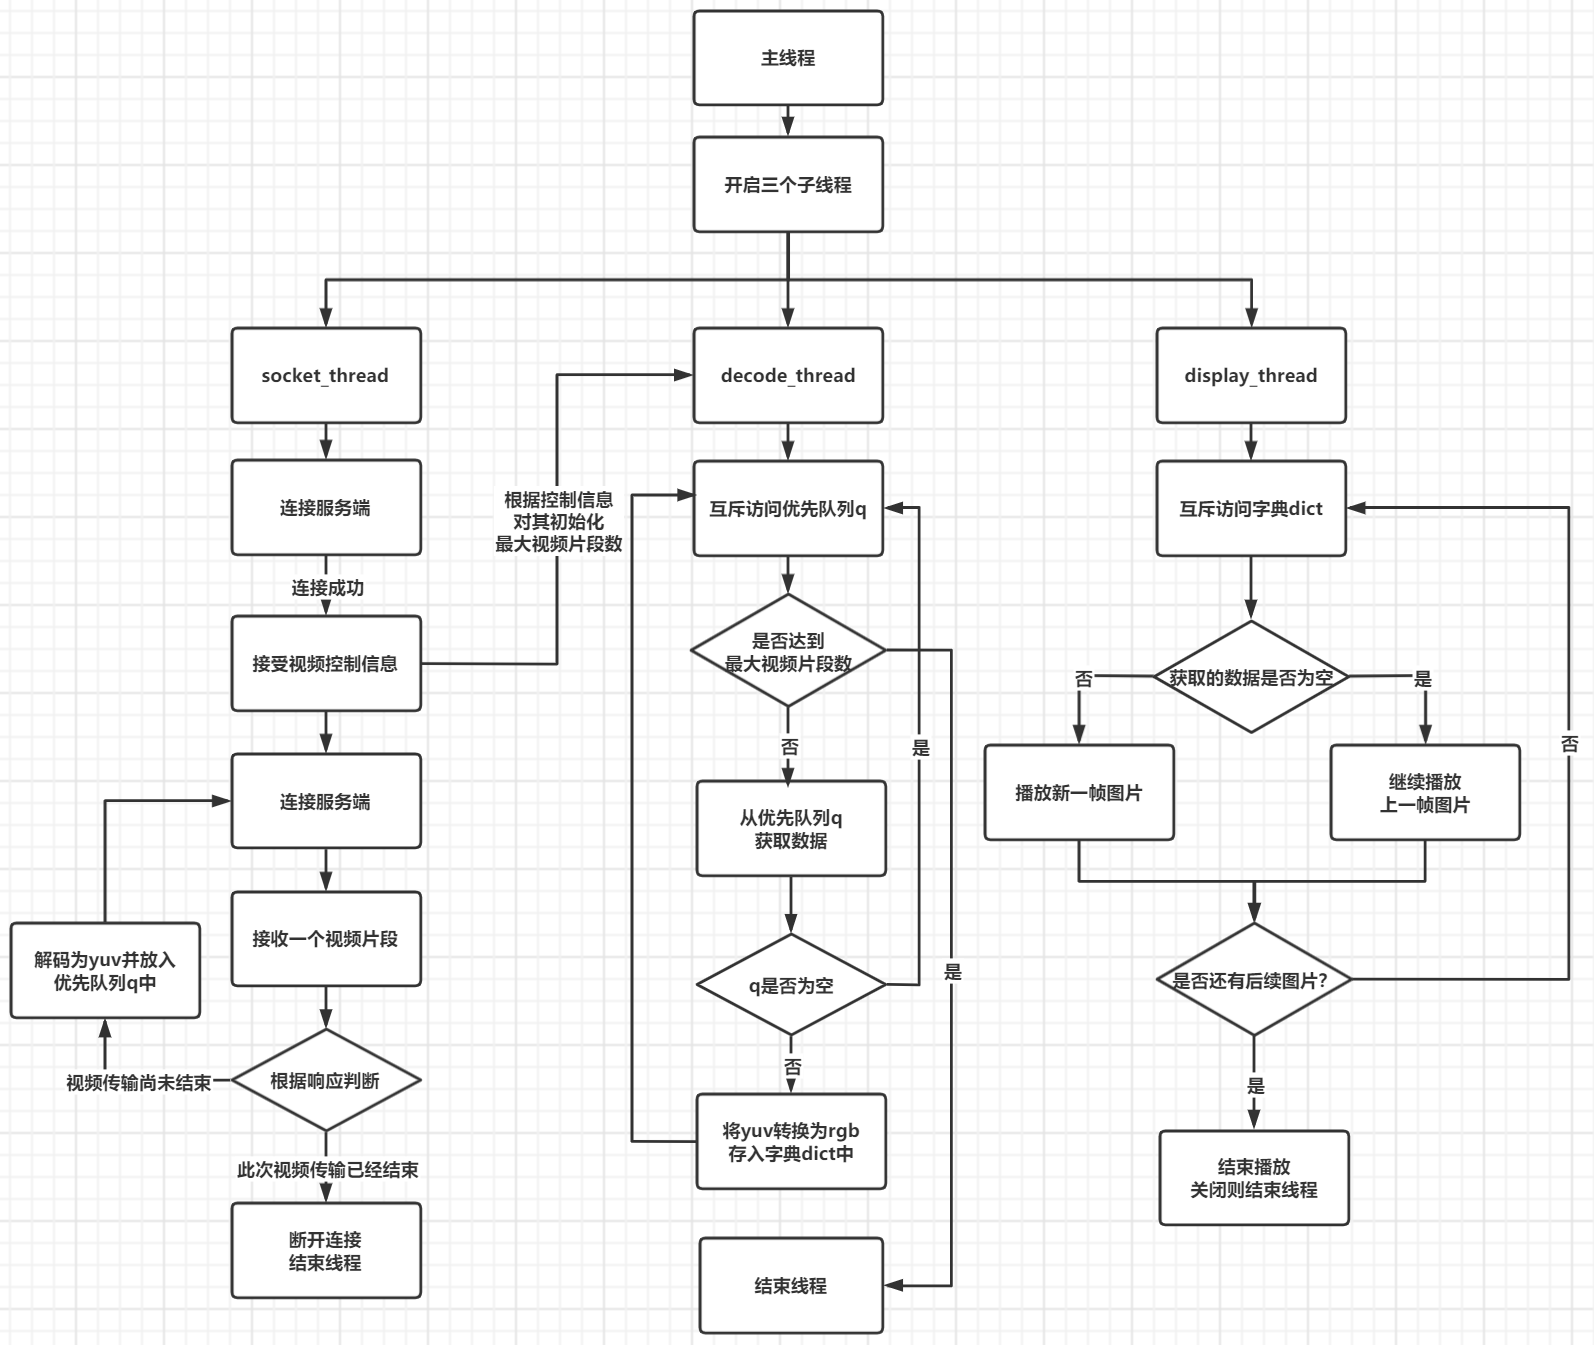 主线程
开启三个子线程
socket_thread
decode_thread
display_thread
连接服务端
根据控制信息
对其初始化
最大视频片段数
互斥访问优先队列q
互斥访问字典dict
连接成功
接受视频控制信息
是否达到
最大视频片段数
获取的数据是否为空
否
是
否
是
否
连接服务端
播放新一帧图片
继续播放
上一帧图片
从优先队列q
获取数据
接收一个视频片段
解码为yuv并放入
优先队列q中
q是否为空
是
是否还有后续图片?
根据响应判断
视频传输尚未结束
否
是
将yuv转换为rgb
存入字典dict中
此次视频传输已经结束
结束播放
关闭则结束线程
断开连接
结束线程
结束线程